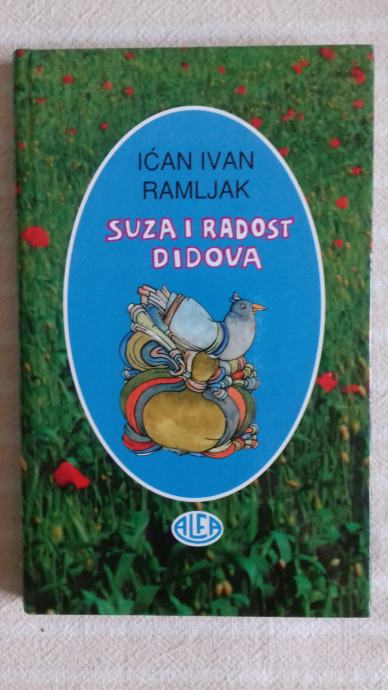 IĆAN IVAN
RAMLJAK
SUZA I RADOST
DIDOVA
ALFA